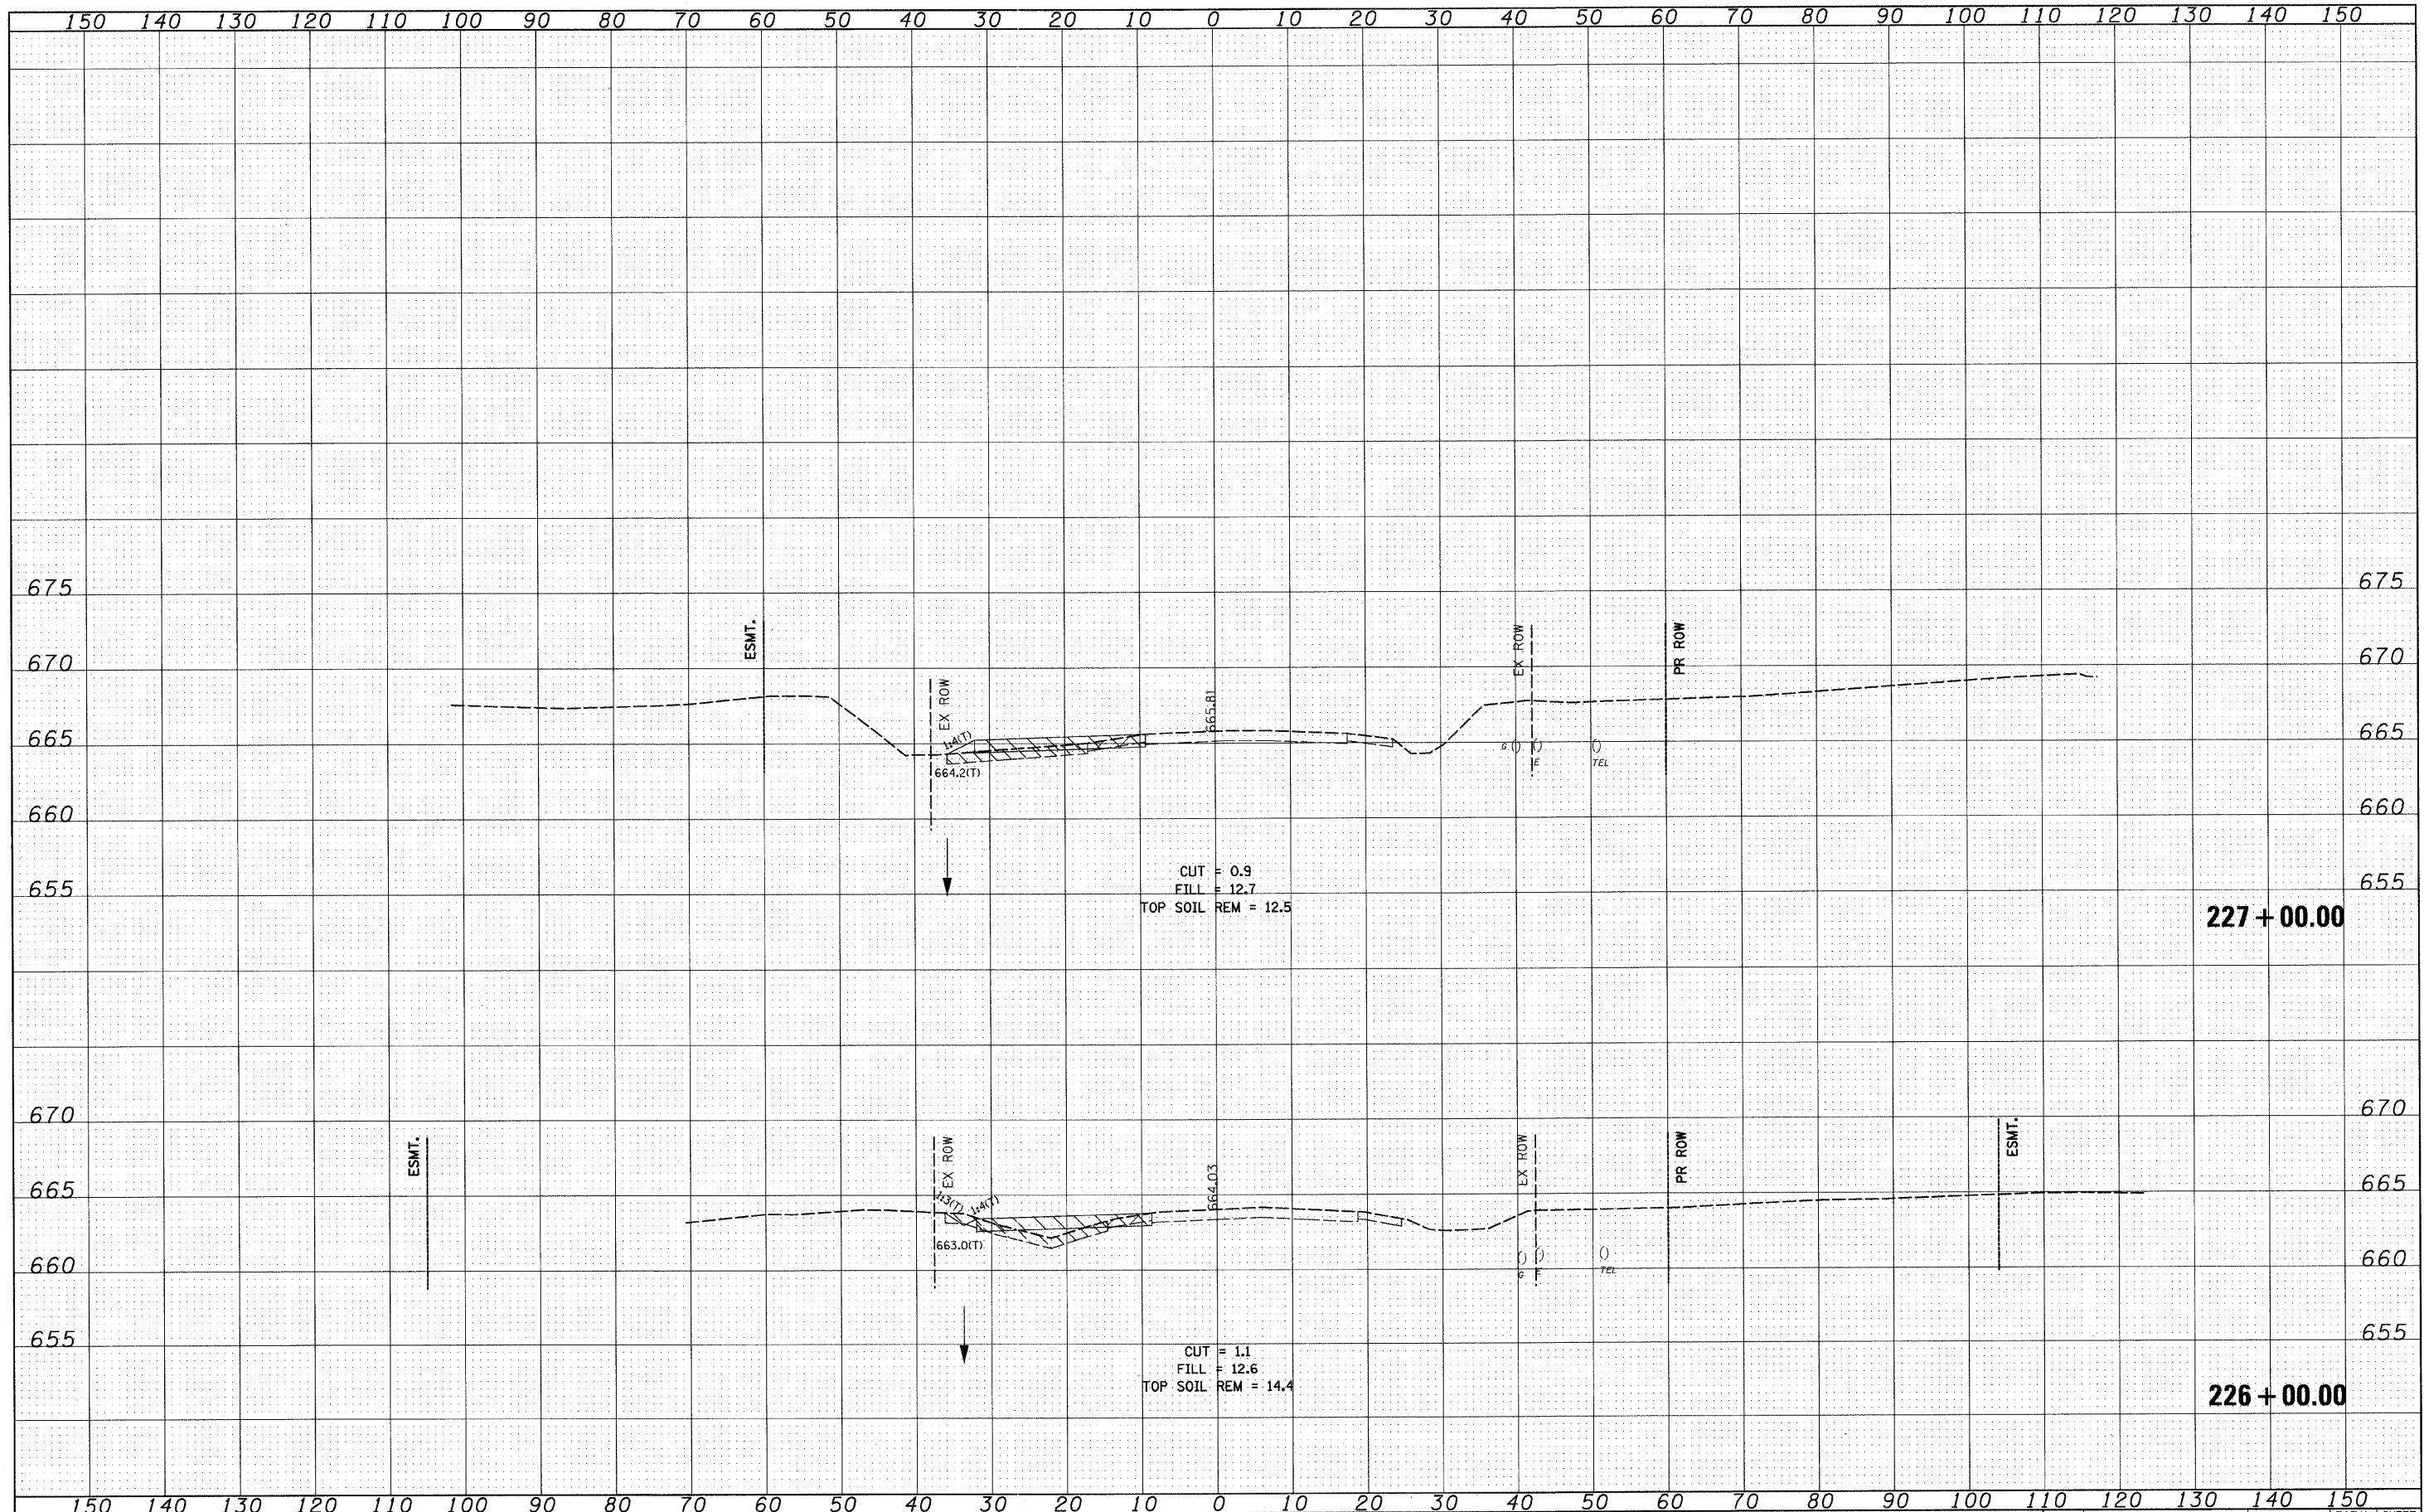 150 140 130 120 110 100 90 80 70 60 50 40 30 20 10 0 10 20 30 40 50 60 70 80 90 100 110 120 130 140 150
675 675
ESMT.
EX ROW
PR ROW
670 670
EX ROW
665.81
665 1:4(T) G E TEL 665
664.2(T)
660 660
CUT = 0.9
655 FILL = 12.7 655
TOP SOIL REM = 12.5
227 + 00.00
670 670
ESMT.
EX ROW
EX ROW
PR ROW
ESMT.
664.03
665 1:3(T) 1:4(T) 665
663.0(T)
660 G E TEL 660
655 655
CUT = 1.1
FILL = 12.6
TOP SOIL REM = 14.4
226 + 00.00
150 140 130 120 110 100 90 80 70 60 50 40 30 20 10 0 10 20 30 40 50 60 70 80 90 100 110 120 130 140 150